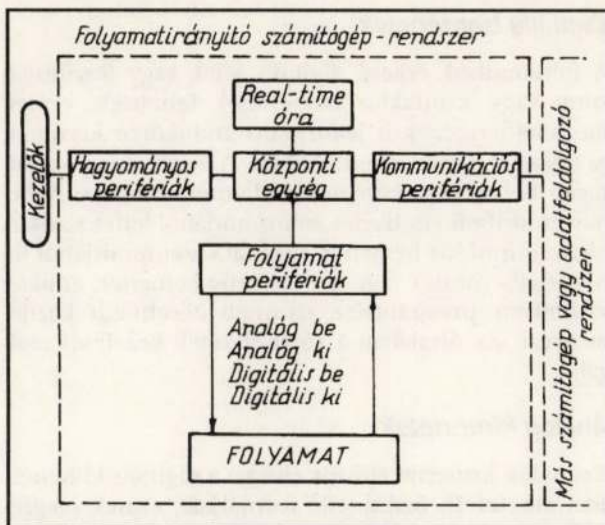 Folyamatirányító számítógép-rendszer
Real-time
óra
Kezelők
Hagyományos
perifériák
Központi
egység
Kommunikációs
perifériák
Folyamat
perifériák
Analóg be
Analóg ki
Digitális be
Digitális ki
FOLYAMAT
Más számítógép vagy adatfeldolgozó
rendszer